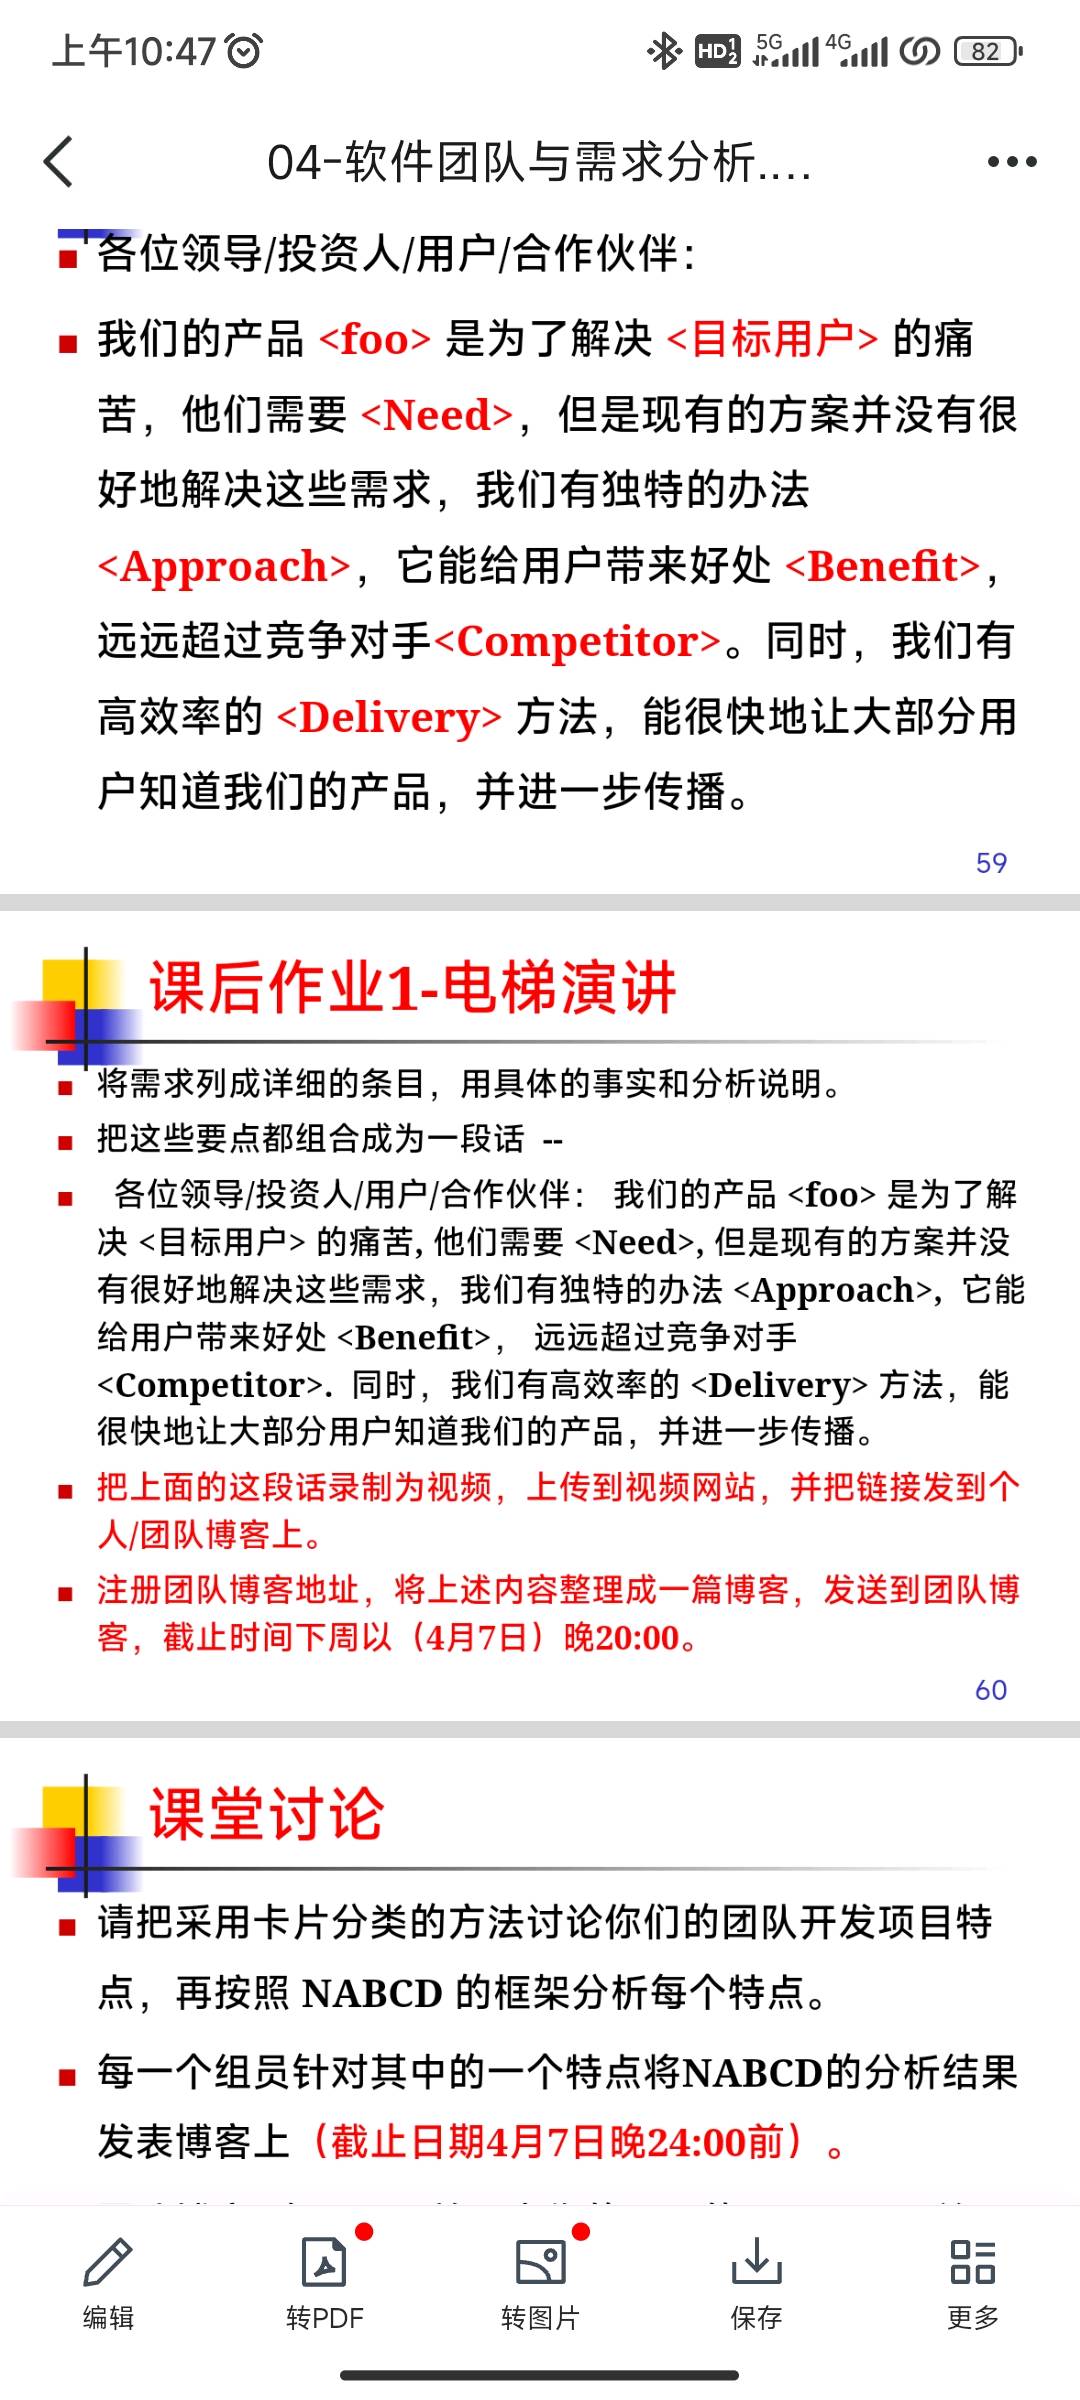 上午10:47
HD 1 2 5G 4G 82
04-软件团队与需求分析....
各位领导/投资人/用户/合作伙伴：
我们的产品 <foo> 是为了解决 <目标用户> 的痛
苦，他们需要 <Need>，但是现有的方案并没有很
好地解决这些需求，我们有独特的办法
<Approach>，它能给用户带来好处 <Benefit>，
远远超过竞争对手<Competitor>。同时，我们有
高效率的 <Delivery> 方法，能很快地让大部分用
户知道我们的产品，并进一步传播。
59
课后作业1-电梯演讲
将需求列成详细的条目，用具体的事实和分析说明。
把这些要点都组合成为一段话 --
各位领导/投资人/用户/合作伙伴： 我们的产品 <foo> 是为了解
决 <目标用户> 的痛苦, 他们需要 <Need>, 但是现有的方案并没
有很好地解决这些需求，我们有独特的办法 <Approach>, 它能
给用户带来好处 <Benefit>， 远远超过竞争对手
<Competitor>. 同时，我们有高效率的 <Delivery> 方法，能
很快地让大部分用户知道我们的产品，并进一步传播。
把上面的这段话录制为视频，上传到视频网站，并把链接发到个
人/团队博客上。
注册团队博客地址，将上述内容整理成一篇博客，发送到团队博
客，截止时间下周以（4月7日）晚20:00。
60
课堂讨论
请把采用卡片分类的方法讨论你们的团队开发项目特
点，再按照 NABCD 的框架分析每个特点。
每一个组员针对其中的一个特点将NABCD的分析结果
发表博客上（截止日期4月7日晚24:00前）。
编辑 转PDF 转图片 保存 更多